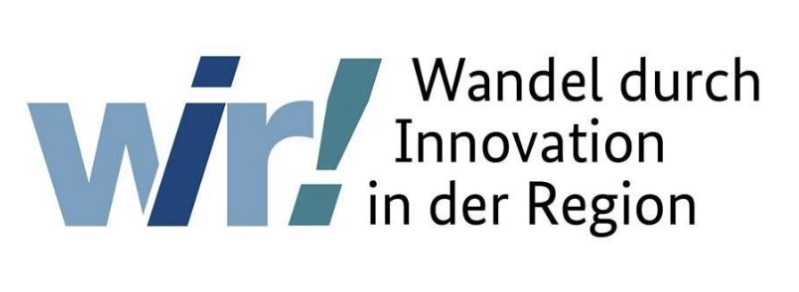 wir!
Wandel durch
Innovation
in der Region